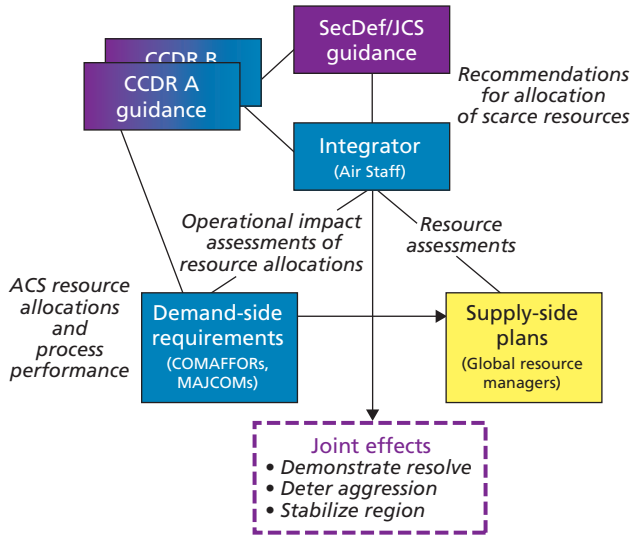 SecDef/JCS
guidance
CCDR B
CCDR A
guidance
Recommendations
for allocation
of scarce resources
Integrator
(Air Staff)
Operational impact
assessments of
resource allocations
Resource
assessments
ACS resource
allocations
and
process
performance
Demand-side
requirements
(COMAFFORs,
MAJCOMs)
Supply-side
plans
(Global resource
managers)
Joint effects
• Demonstrate resolve
• Deter aggression
• Stabilize region